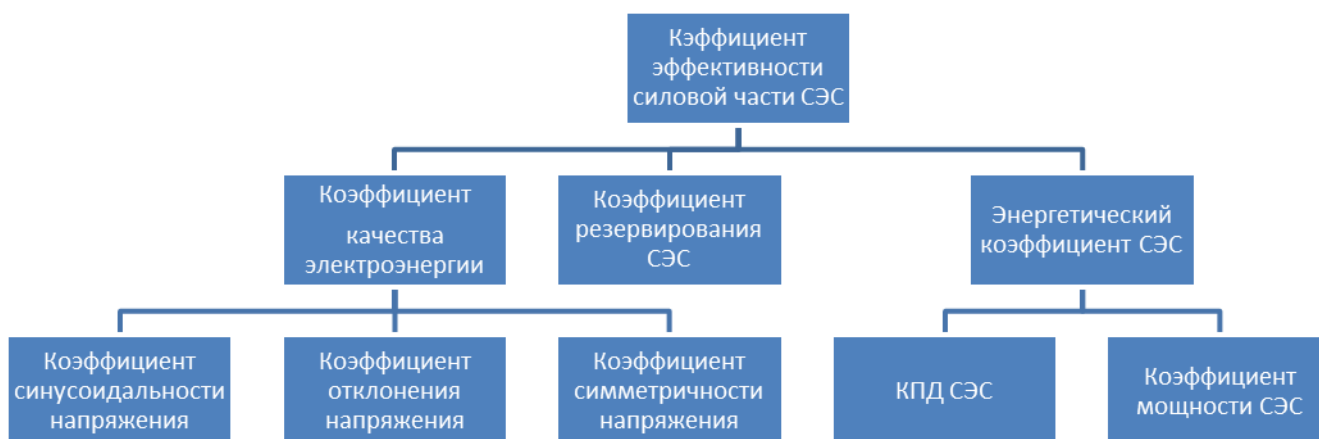 Кэффициент
эффективности
силовой части СЭС
Коэффициент
качества
электроэнергии
Коэффициент
резервирования
СЭС
Энергетический
коэффициент СЭС
Коэффициент
синусоидальности
напряжения
Коэффициент
отклонения
напряжения
Коэффициент
симметричности
напряжения
КПД СЭС
Коэффициент
мощности СЭС